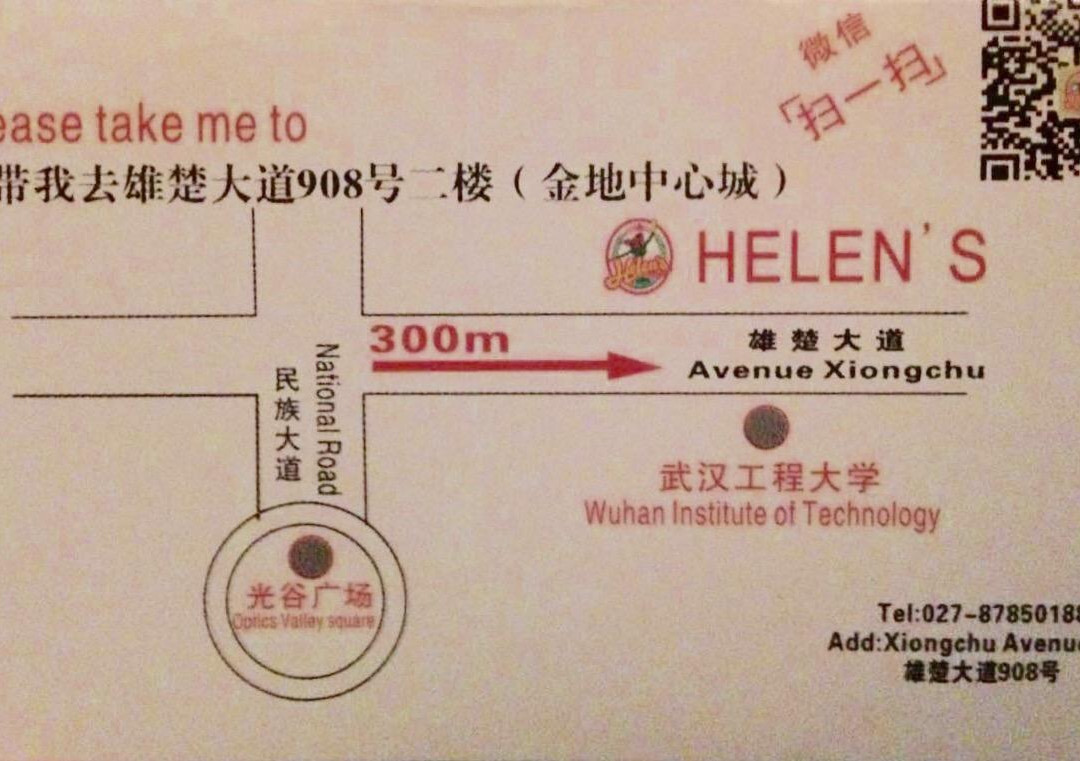 微信
「扫一扫」
ease take me to
带我去雄楚大道908号二楼（金地中心城）
Helen's
HELEN'S
300m
雄楚大道
Avenue Xiongchu
民族大道
National Road
武汉工程大学
Wuhan Institute of Technology
光谷广场
Optics Valley square
Tel:027-8785018
Add:Xiongchu Avenue
雄楚大道908号